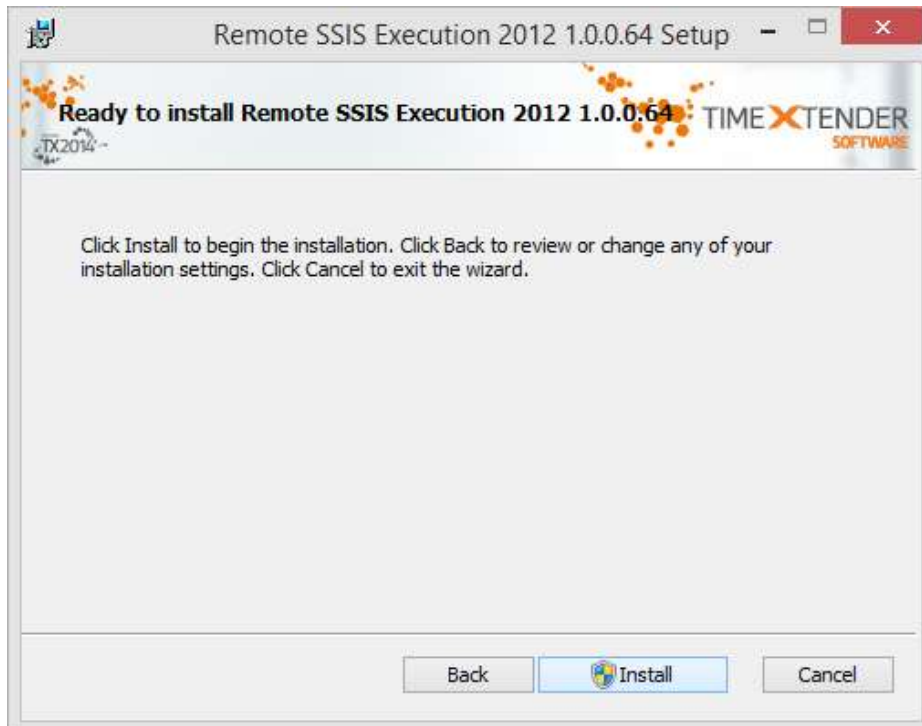 Remote SSIS Execution 2012 1.0.0.64 Setup
Ready to install Remote SSIS Execution 2012 1.0.0.64
TIMEXTENDER
SOFTWARE
TX2014
Click Install to begin the installation. Click Back to review or change any of your
installation settings. Click Cancel to exit the wizard.
Back
Install
Cancel